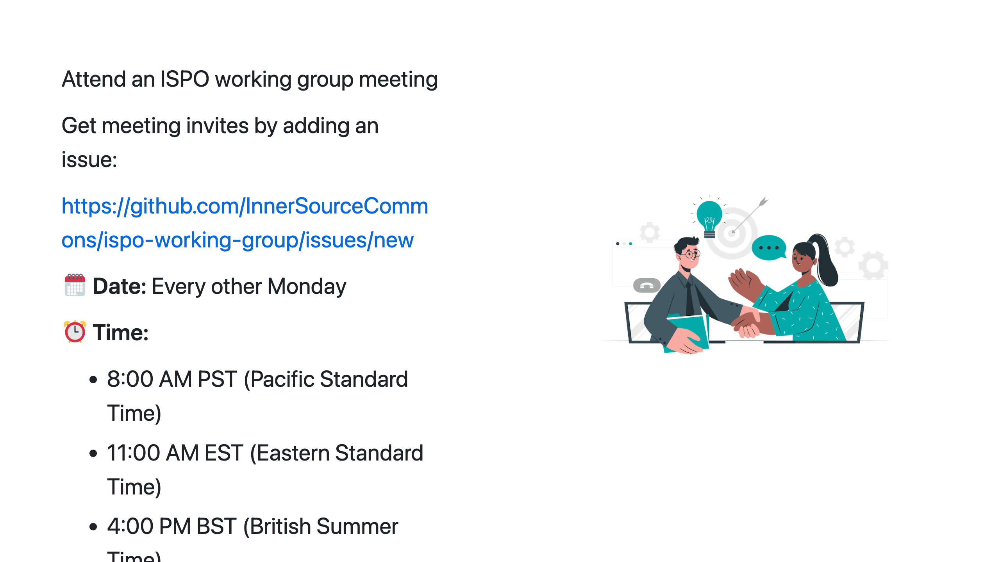 Attend an ISPO working group meeting
Get meeting invites by adding an
issue:
https://github.com/InnerSourceComm
ons/ispo-working-group/issues/new
Date: Every other Monday
Time:
8:00 AM PST (Pacific Standard
Time)
11:00 AM EST (Eastern Standard
Time)
4:00 PM BST (British Summer
Time)